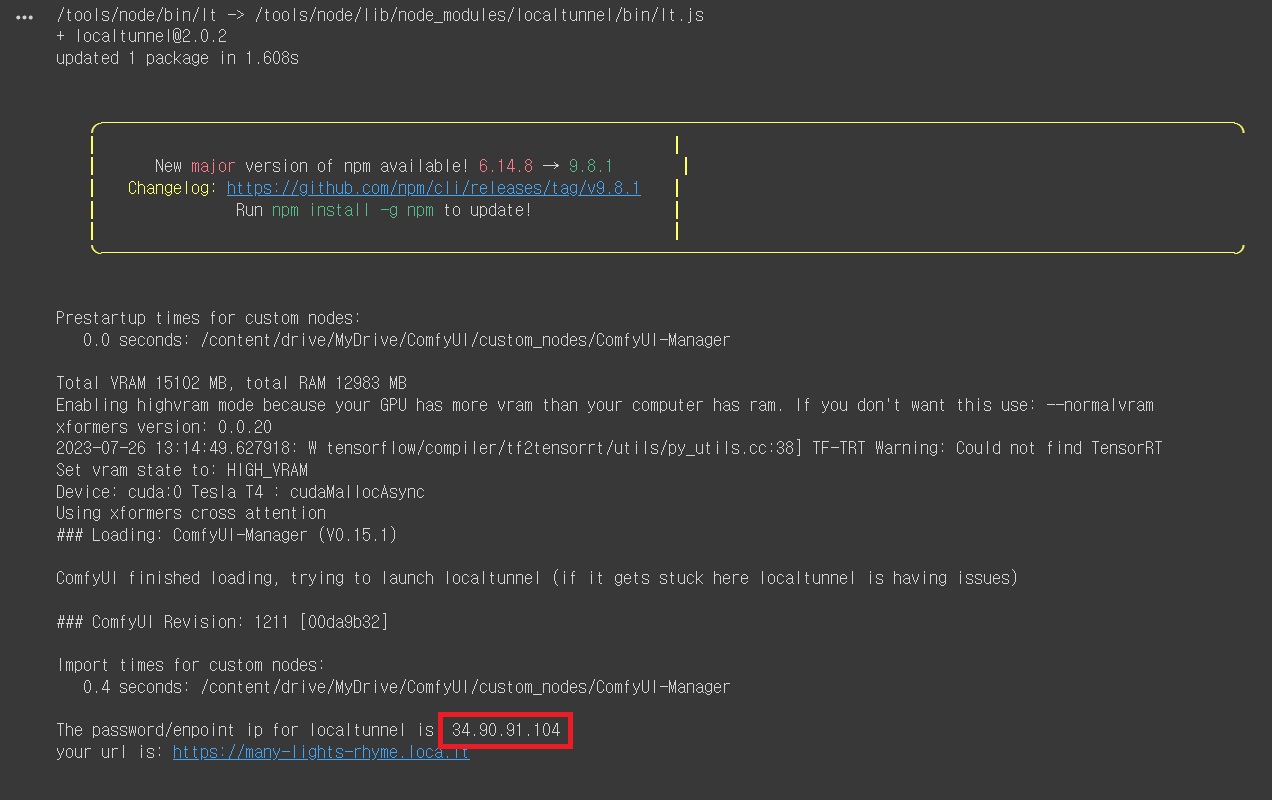 /tools/node/bin/lt -> /tools/node/lib/node_modules/localtunnel/bin/lt.js
+ localtunnel@2.0.2
updated 1 package in 1.608s
New major version of npm available! 6.14.8 → 9.8.1
Changelog: https://github.com/npm/cli/releases/tag/v9.8.1
Run npm install -g npm to update!
Prestartup times for custom nodes:
0.0 seconds: /content/drive/MyDrive/ComfyUI/custom_nodes/ComfyUI-Manager
Total VRAM 15102 MB, total RAM 12983 MB
Enabling highvram mode because your GPU has more vram than your computer has ram. If you don't want this use: --normalvram
xformers version: 0.0.20
2023-07-26 13:14:49.627918: W tensorflow/compiler/tf2tensorrt/utils/py_utils.cc:38] TF-TRT Warning: Could not find TensorRT
Set vram state to: HIGH_VRAM
Device: cuda:0 Tesla T4 : cudaMallocAsync
Using xformers cross attention
### Loading: ComfyUI-Manager (V0.15.1)
ComfyUI finished loading, trying to launch localtunnel (if it gets stuck here localtunnel is having issues)
### ComfyUI Revision: 1211 [00da9b32]
Import times for custom nodes:
0.4 seconds: /content/drive/MyDrive/ComfyUI/custom_nodes/ComfyUI-Manager
The password/enpoint ip for localtunnel is 34.90.91.104
your url is: https://many-lights-rhyme.loca.lt